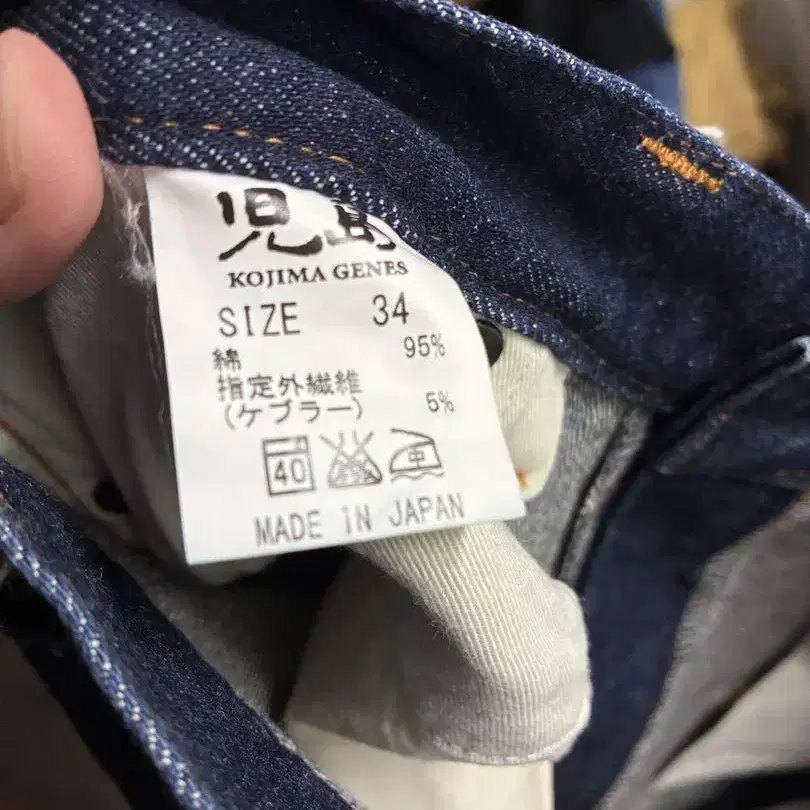 児島
KOJIMA GENES
SIZE 34
綿 95%
指定外繊維
(ケブラー) 5%
40 中
MADE IN JAPAN